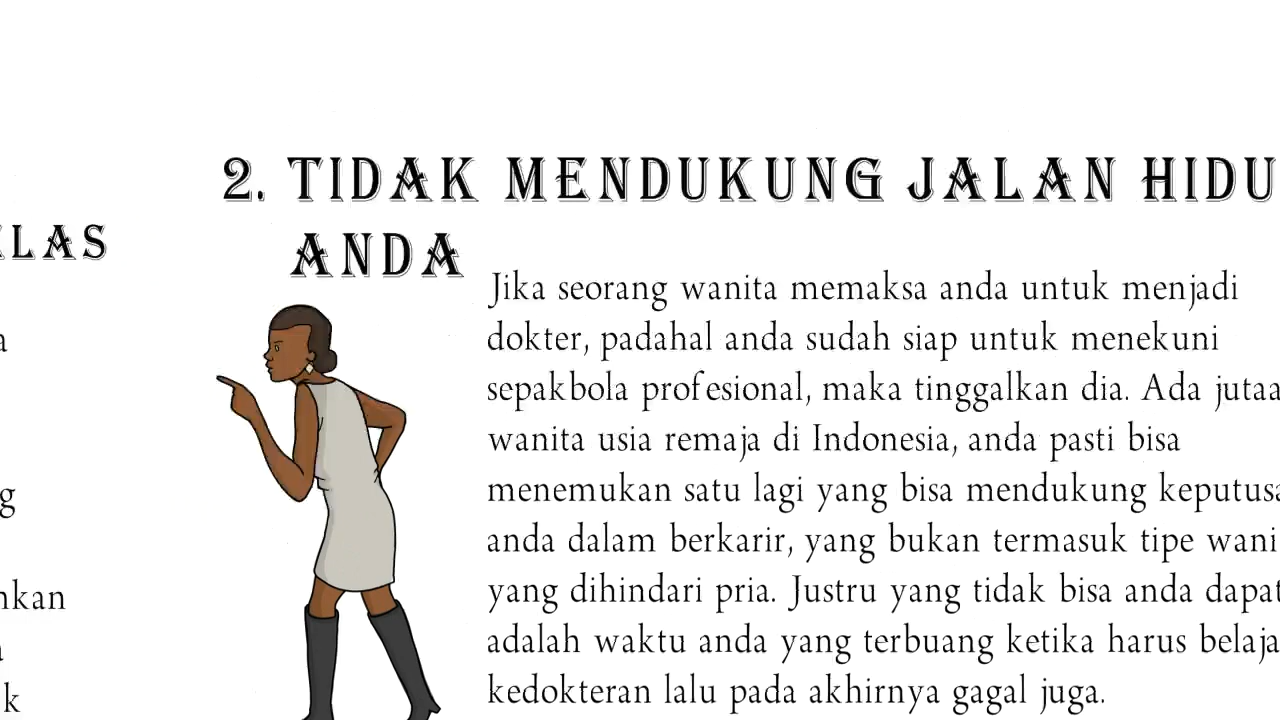 2. TIDAK MENDUKUNG JALAN HIDU
ANDA
Jika seorang wanita memaksa anda untuk menjadi
dokter, padahal anda sudah siap untuk menekuni
sepakbola profesional, maka tinggalkan dia. Ada jutaa
wanita usia remaja di Indonesia, anda pasti bisa
menemukan satu lagi yang bisa mendukung keputusa
anda dalam berkarir, yang bukan termasuk tipe wani
yang dihindari pria. Justru yang tidak bisa anda dapat
adalah waktu anda yang terbuang ketika harus belaja
kedokteran lalu pada akhirnya gagal juga.
LAS
a
g
nkan
k